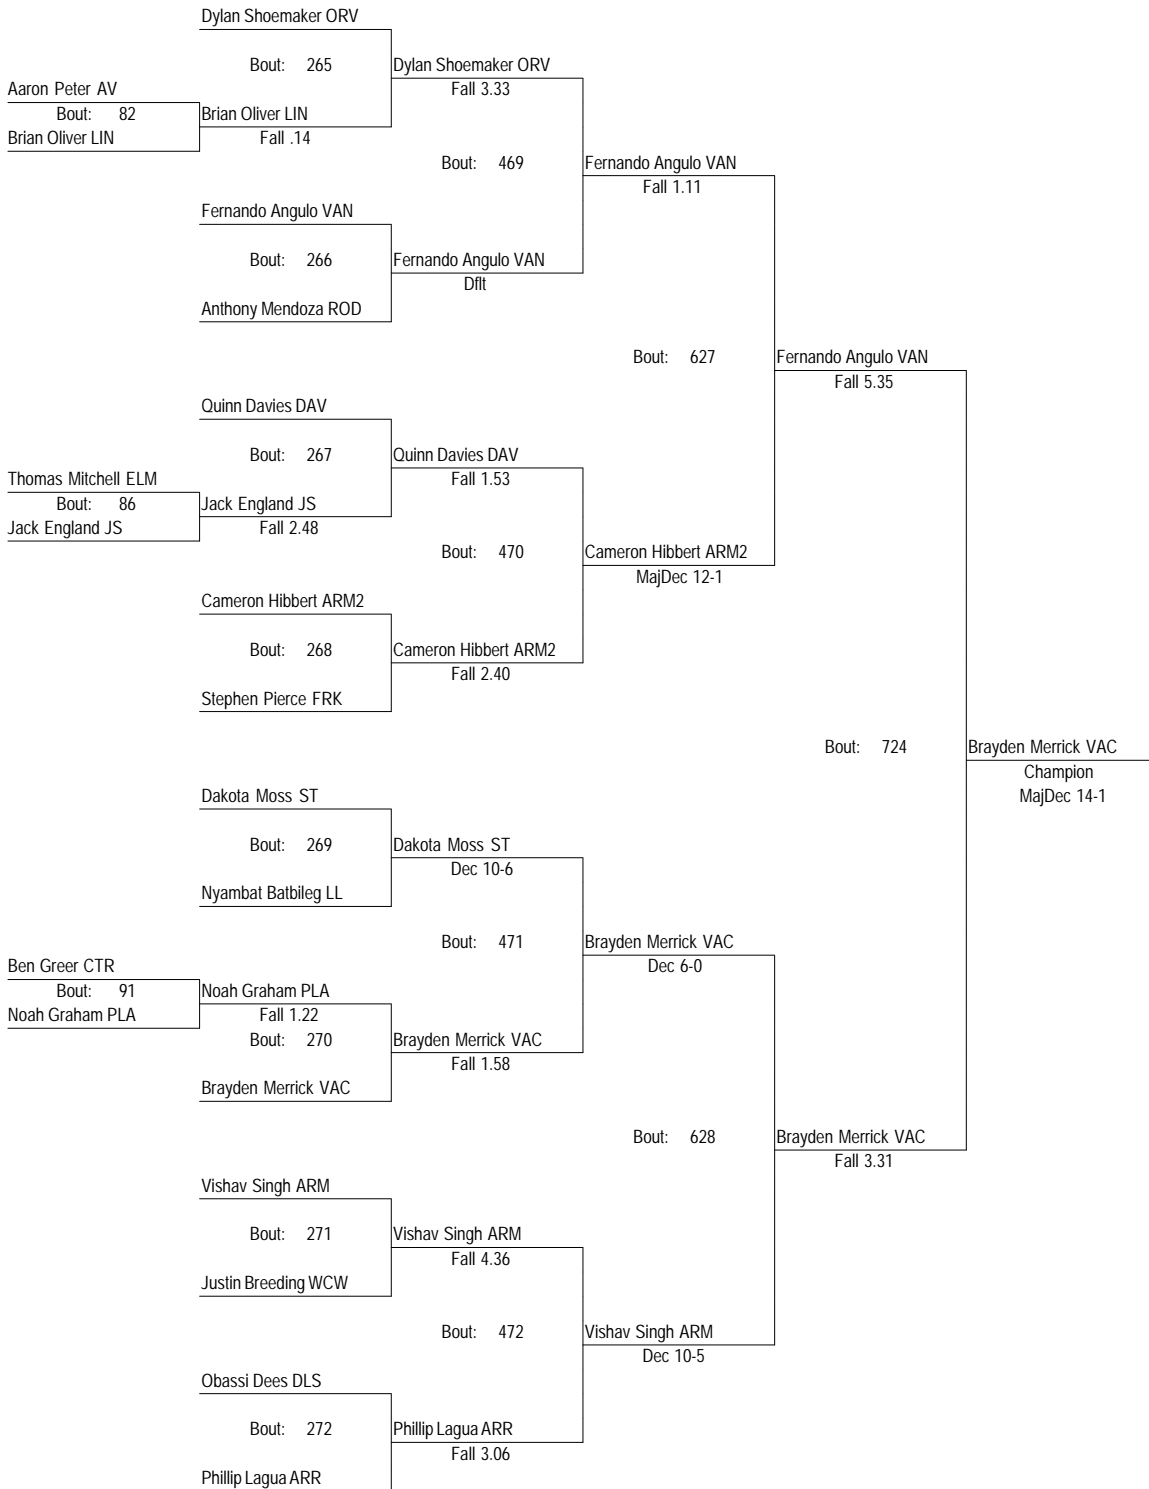 Dylan Shoemaker ORV
Bout: 265
Dylan Shoemaker ORV
Fall 3.33
Aaron Peter AV
Bout: 82
Brian Oliver LIN
Brian Oliver LIN
Fall .14
Bout: 469
Fernando Angulo VAN
Fall 1.11
Fernando Angulo VAN
Bout: 266
Fernando Angulo VAN
Dflt
Anthony Mendoza ROD
Bout: 627
Fernando Angulo VAN
Fall 5.35
Quinn Davies DAV
Bout: 267
Quinn Davies DAV
Fall 1.53
Thomas Mitchell ELM
Bout: 86
Jack England JS
Jack England JS
Fall 2.48
Bout: 470
Cameron Hibbert ARM2
MajDec 12-1
Cameron Hibbert ARM2
Bout: 268
Cameron Hibbert ARM2
Fall 2.40
Stephen Pierce FRK
Bout: 724
Brayden Merrick VAC
Champion
MajDec 14-1
Dakota Moss ST
Bout: 269
Dakota Moss ST
Dec 10-6
Nyambat Batbileg LL
Bout: 471
Brayden Merrick VAC
Dec 6-0
Ben Greer CTR
Bout: 91
Noah Graham PLA
Noah Graham PLA
Fall 1.22
Bout: 270
Brayden Merrick VAC
Fall 1.58
Brayden Merrick VAC
Bout: 628
Brayden Merrick VAC
Fall 3.31
Vishav Singh ARM
Bout: 271
Vishav Singh ARM
Fall 4.36
Justin Breeding WCW
Bout: 472
Vishav Singh ARM
Dec 10-5
Obassi Dees DLS
Bout: 272
Phillip Lagua ARR
Fall 3.06
Phillip Lagua ARR